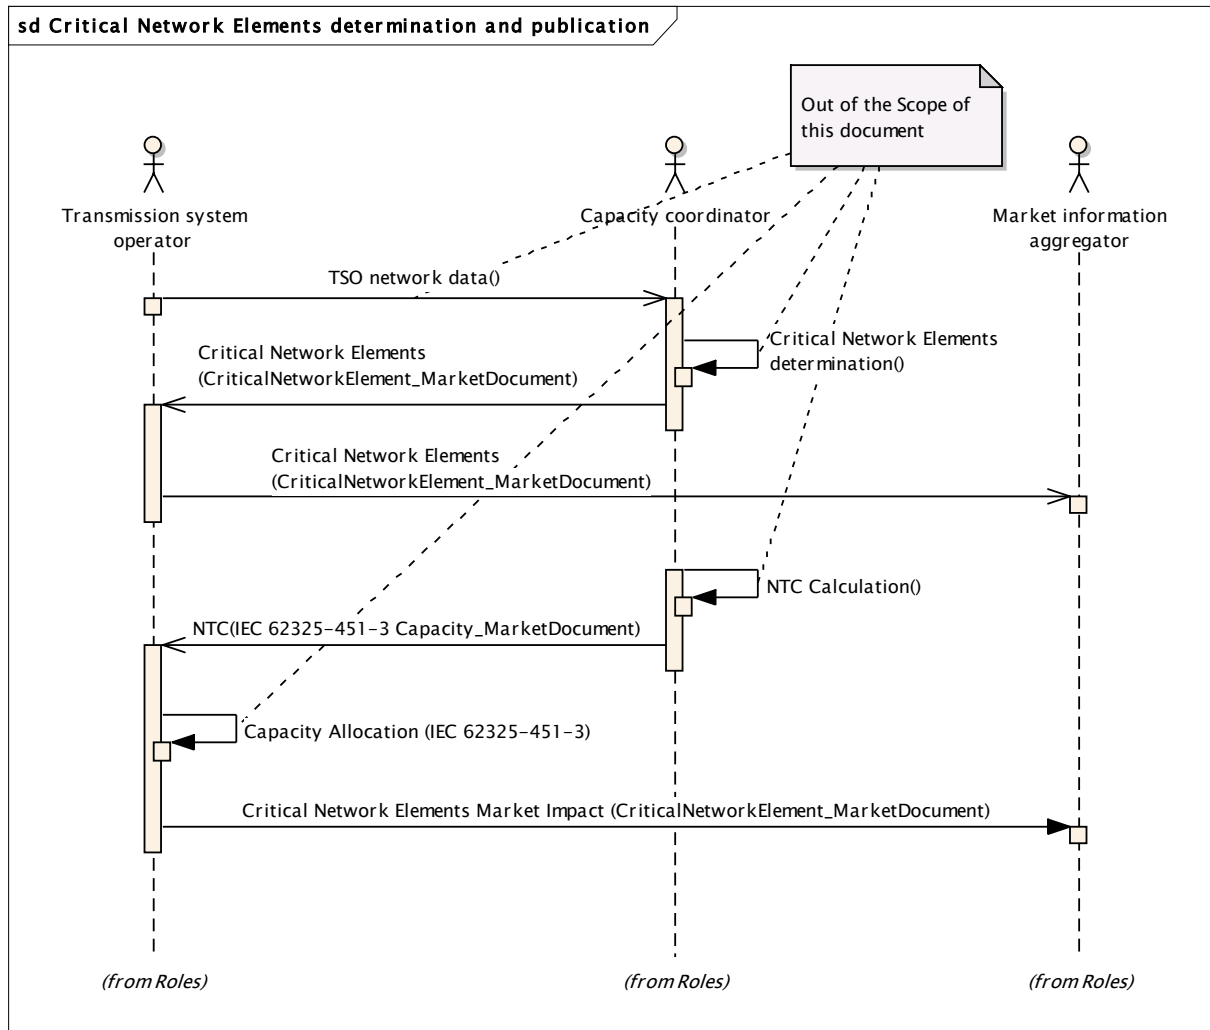 sd Critical Network Elements determination and publication
Out of the Scope of
this document
Transmission system
operator
Capacity coordinator
Market information
aggregator
TSO network data()
Critical Network Elements
determination()
Critical Network Elements
(CriticalNetworkElement_MarketDocument)
Critical Network Elements
(CriticalNetworkElement_MarketDocument)
NTC Calculation()
NTC(IEC 62325-451-3 Capacity_MarketDocument)
Capacity Allocation (IEC 62325-451-3)
Critical Network Elements Market Impact (CriticalNetworkElement_MarketDocument)
(from Roles)
(from Roles)
(from Roles)